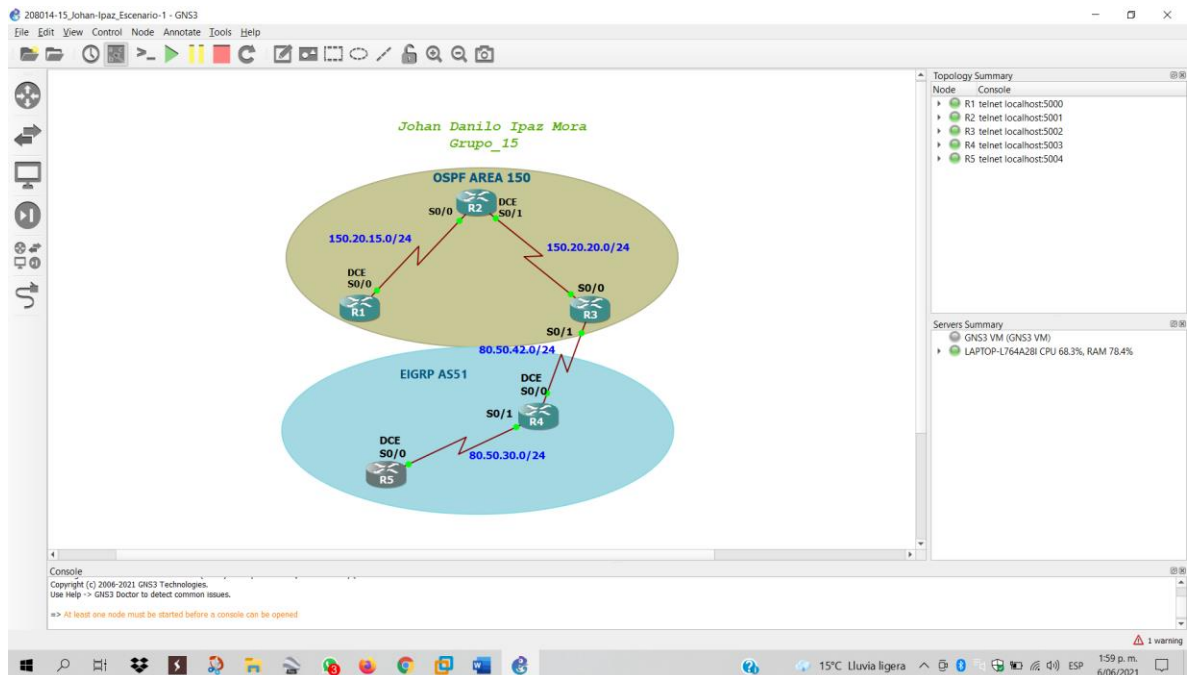 208014-15_Johan-Ipaz_Escenario-1 - GNS3
File Edit View Control Node Annotate Tools Help
Johan Danilo Ipaz Mora
Grupo_15
OSPF AREA 150
R2
DCE
S0/0
S0/1
150.20.15.0/24
150.20.20.0/24
DCE
S0/0
R1
S0/0
R3
S0/1
80.50.42.0/24
EIGRP AS51
DCE
S0/0
S0/1
R4
DCE
S0/0
80.50.30.0/24
R5
Topology Summary
Node Console
R1 telnet localhost:5000
R2 telnet localhost:5001
R3 telnet localhost:5002
R4 telnet localhost:5003
R5 telnet localhost:5004
Servers Summary
GNS3 VM (GNS3 VM)
LAPTOP-L764A28I CPU 68.3%, RAM 78.4%
Console
Copyright (c) 2006-2021 GNS3 Technologies.
Use Help -> GNS3 Doctor to detect common issues.
=> At least one node must be started before a console can be opened
1 warning
15°C Lluvia ligera
ESP
1:59 p. m.
6/06/2021